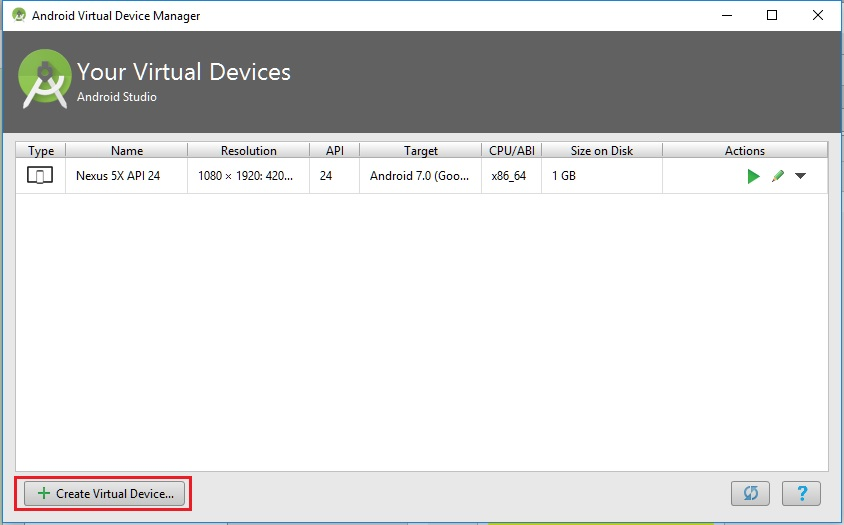 Android Virtual Device Manager
Your Virtual Devices
Android Studio
Type Name Resolution API Target CPU/ABI Size on Disk Actions
Nexus 5X API 24 1080 × 1920: 420... 24 Android 7.0 (Goo... x86_64 1 GB
Create Virtual Device...
?